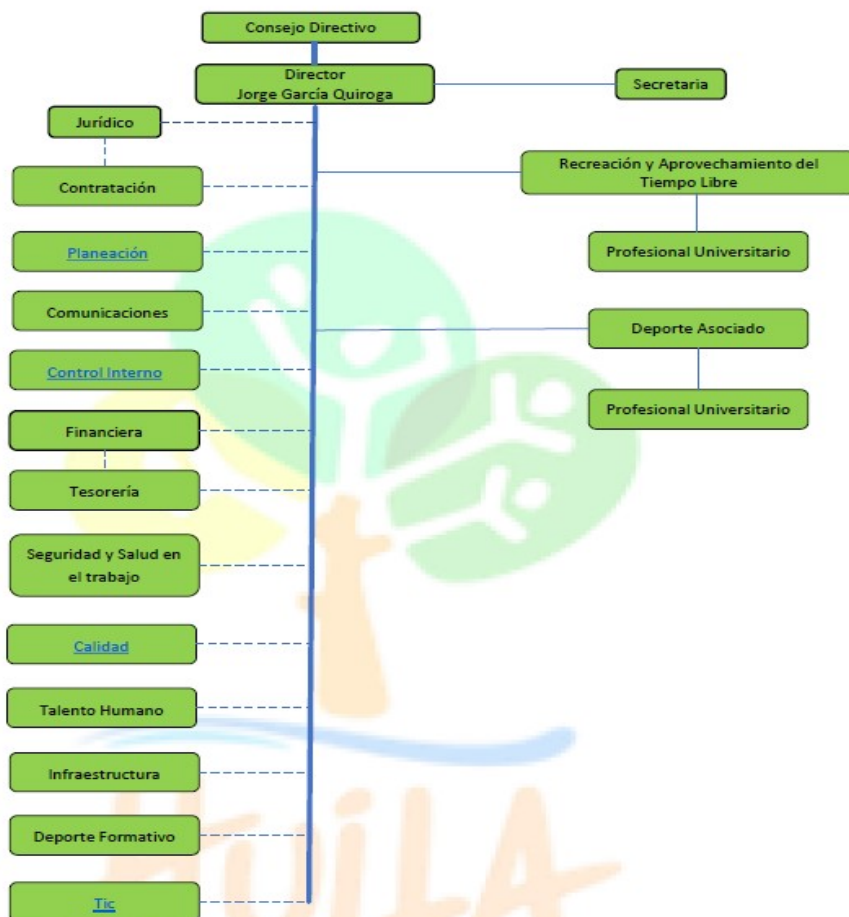 Consejo Directivo
Director
Jorge García Quiroga
Secretaria
Jurídico
Recreación y Aprovechamiento del
Tiempo Libre
Contratación
Planeación
Profesional Universitario
Comunicaciones
Deporte Asociado
Control Interno
Profesional Universitario
Financiera
Tesorería
Seguridad y Salud en
el trabajo
Calidad
Talento Humano
Infraestructura
Deporte Formativo
Tic
HUiLA